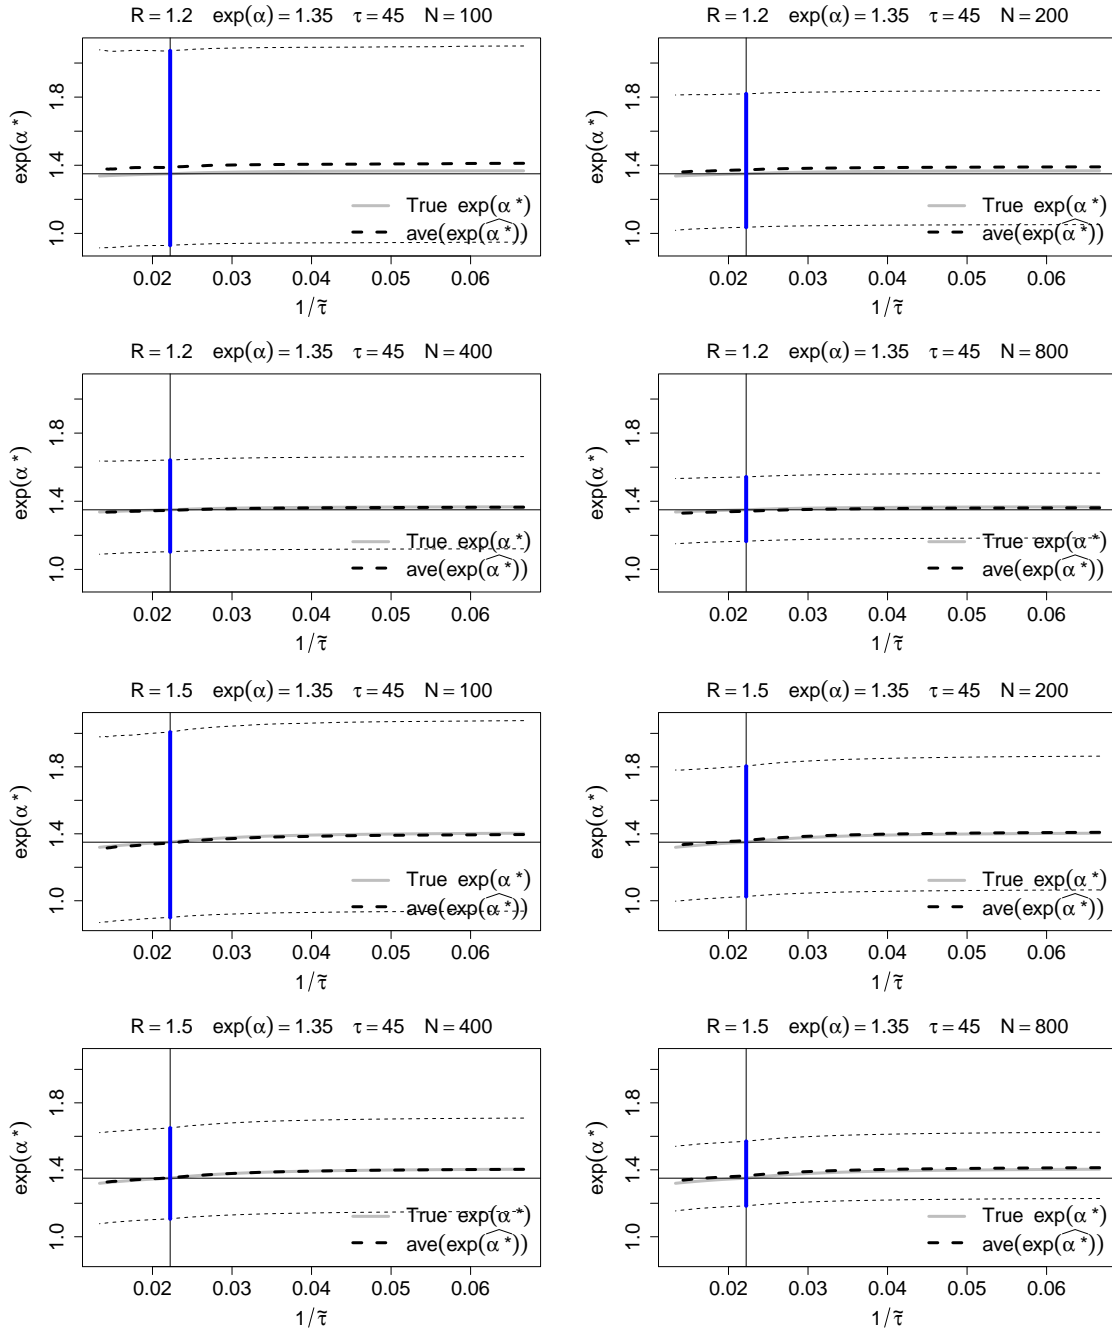 R = 1.2 exp(α) = 1.35 τ = 45 N = 100
exp(α*)
1.0 1.4 1.8
True exp(α*)
ave(exp(α̂*))
0.02 0.03 0.04 0.05 0.06
1/τ̃
R = 1.2 exp(α) = 1.35 τ = 45 N = 200
exp(α*)
1.0 1.4 1.8
True exp(α*)
ave(exp(α̂*))
0.02 0.03 0.04 0.05 0.06
1/τ̃
R = 1.2 exp(α) = 1.35 τ = 45 N = 400
exp(α*)
1.0 1.4 1.8
True exp(α*)
ave(exp(α̂*))
0.02 0.03 0.04 0.05 0.06
1/τ̃
R = 1.2 exp(α) = 1.35 τ = 45 N = 800
exp(α*)
1.0 1.4 1.8
True exp(α*)
ave(exp(α̂*))
0.02 0.03 0.04 0.05 0.06
1/τ̃
R = 1.5 exp(α) = 1.35 τ = 45 N = 100
exp(α*)
1.0 1.4 1.8
True exp(α*)
ave(exp(α̂*))
0.02 0.03 0.04 0.05 0.06
1/τ̃
R = 1.5 exp(α) = 1.35 τ = 45 N = 200
exp(α*)
1.0 1.4 1.8
True exp(α*)
ave(exp(α̂*))
0.02 0.03 0.04 0.05 0.06
1/τ̃
R = 1.5 exp(α) = 1.35 τ = 45 N = 400
exp(α*)
1.0 1.4 1.8
True exp(α*)
ave(exp(α̂*))
0.02 0.03 0.04 0.05 0.06
1/τ̃
R = 1.5 exp(α) = 1.35 τ = 45 N = 800
exp(α*)
1.0 1.4 1.8
True exp(α*)
ave(exp(α̂*))
0.02 0.03 0.04 0.05 0.06
1/τ̃